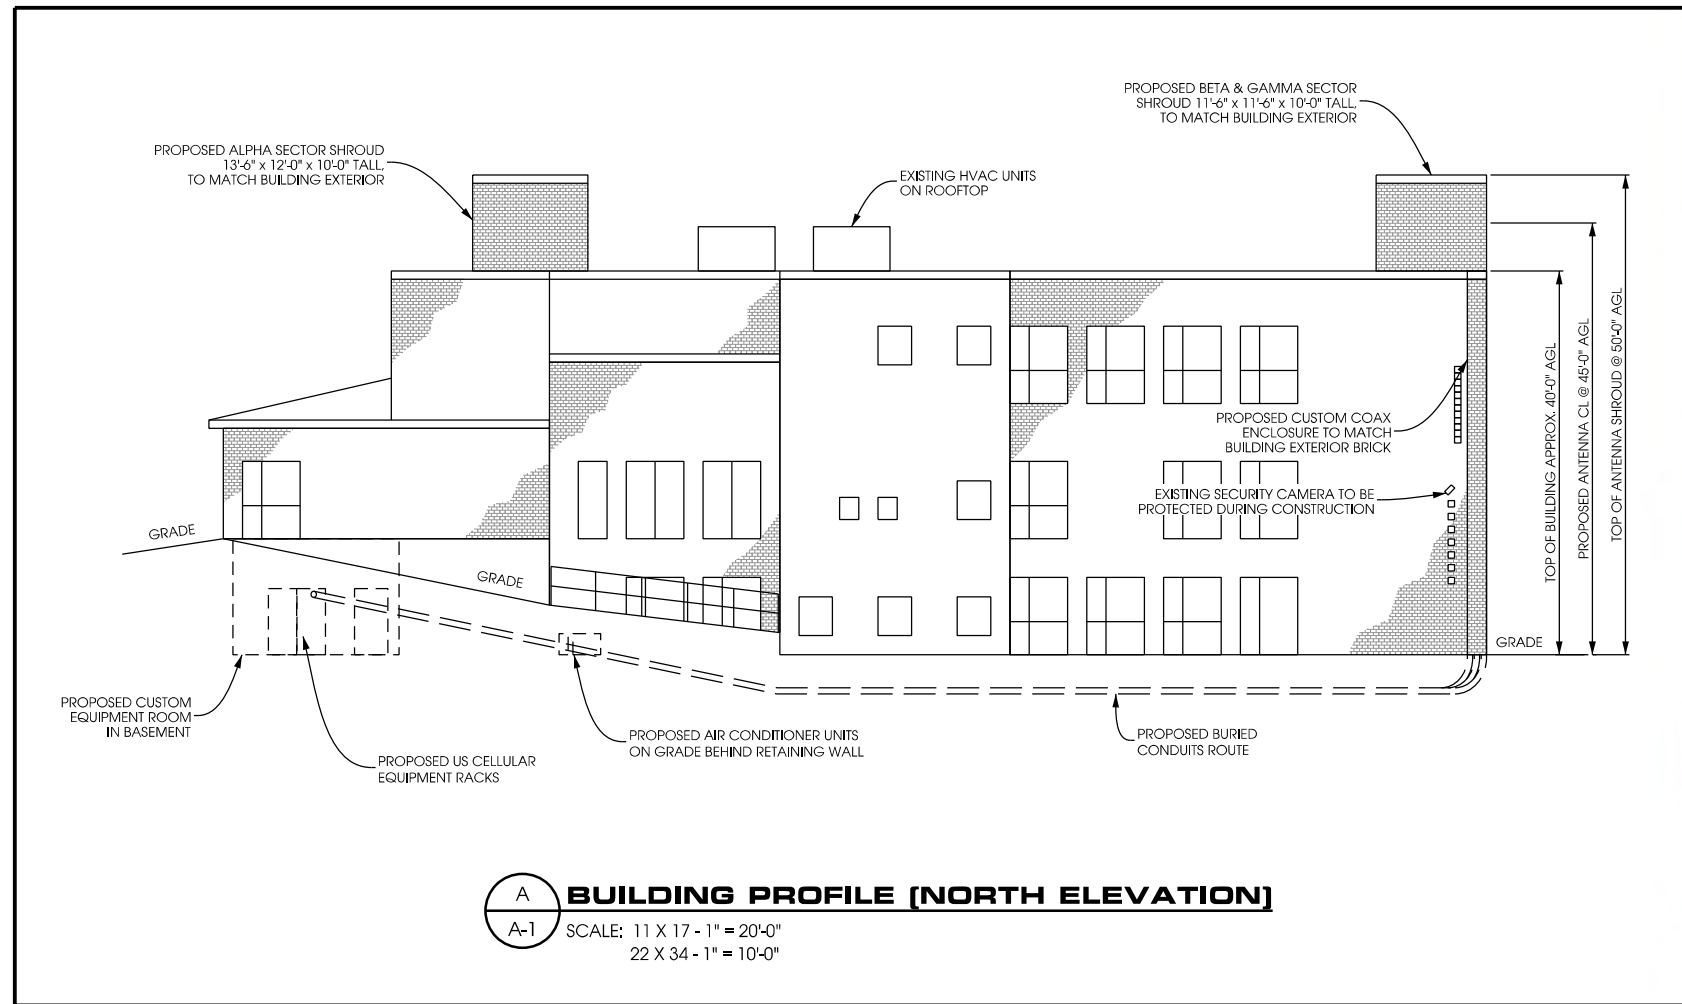 PROPOSED BETA & GAMMA SECTOR
SHROUD 11'-6" x 11'-6" x 10'-0" TALL,
TO MATCH BUILDING EXTERIOR
PROPOSED ALPHA SECTOR SHROUD
13'-6" x 12'-0" x 10'-0" TALL,
TO MATCH BUILDING EXTERIOR
EXISTING HVAC UNITS
ON ROOFTOP
TOP OF BUILDING APPROX. 40'-0" AGL
PROPOSED ANTENNA CL @ 45'-0" AGL
TOP OF ANTENNA SHROUD @ 50'-0" AGL
PROPOSED CUSTOM COAX
ENCLOSURE TO MATCH
BUILDING EXTERIOR BRICK
EXISTING SECURITY CAMERA TO BE
PROTECTED DURING CONSTRUCTION
GRADE
GRADE
GRADE
PROPOSED CUSTOM
EQUIPMENT ROOM
IN BASEMENT
PROPOSED US CELLULAR
EQUIPMENT RACKS
PROPOSED AIR CONDITIONER UNITS
ON GRADE BEHIND RETAINING WALL
PROPOSED BURIED
CONDUITS ROUTE
A
A-1
BUILDING PROFILE (NORTH ELEVATION)
SCALE: 11 X 17 - 1" = 20'-0"
22 X 34 - 1" = 10'-0"